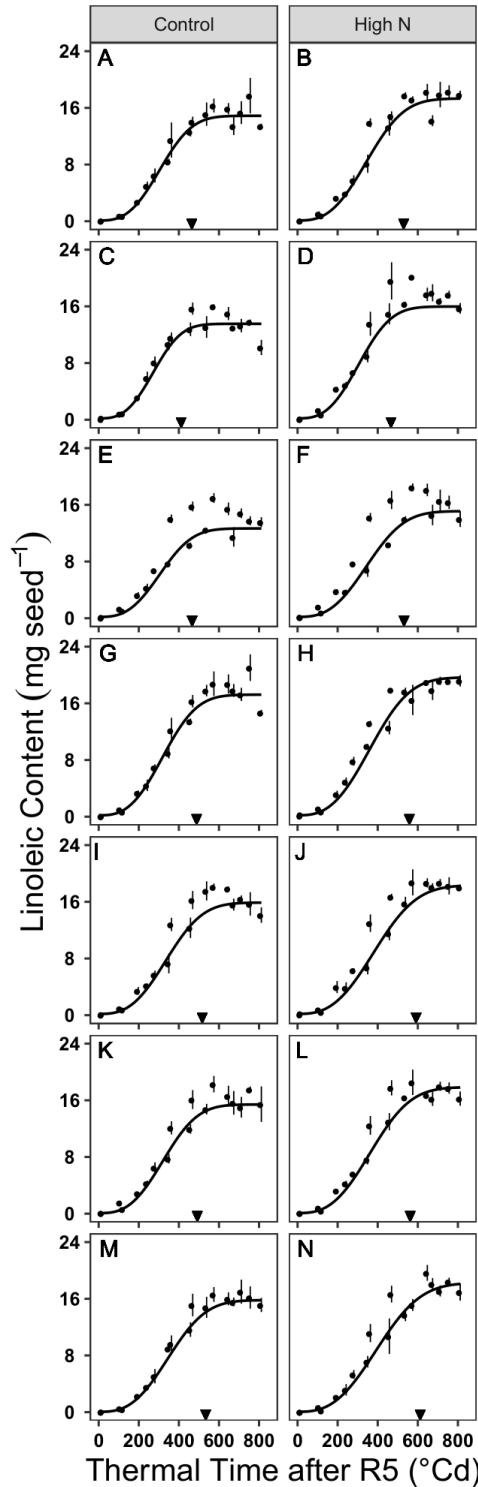 Control High N
A B
24
16
8
0
C D
24
16
8
0
E F
24
16
8
0
G H
24
16
8
0
I J
24
16
8
0
K L
24
16
8
0
M N
24
16
8
0
0 200 400 600 800 0 200 400 600 800
Thermal Time after R5 (°Cd)
Linoleic Content (mg seed⁻¹)